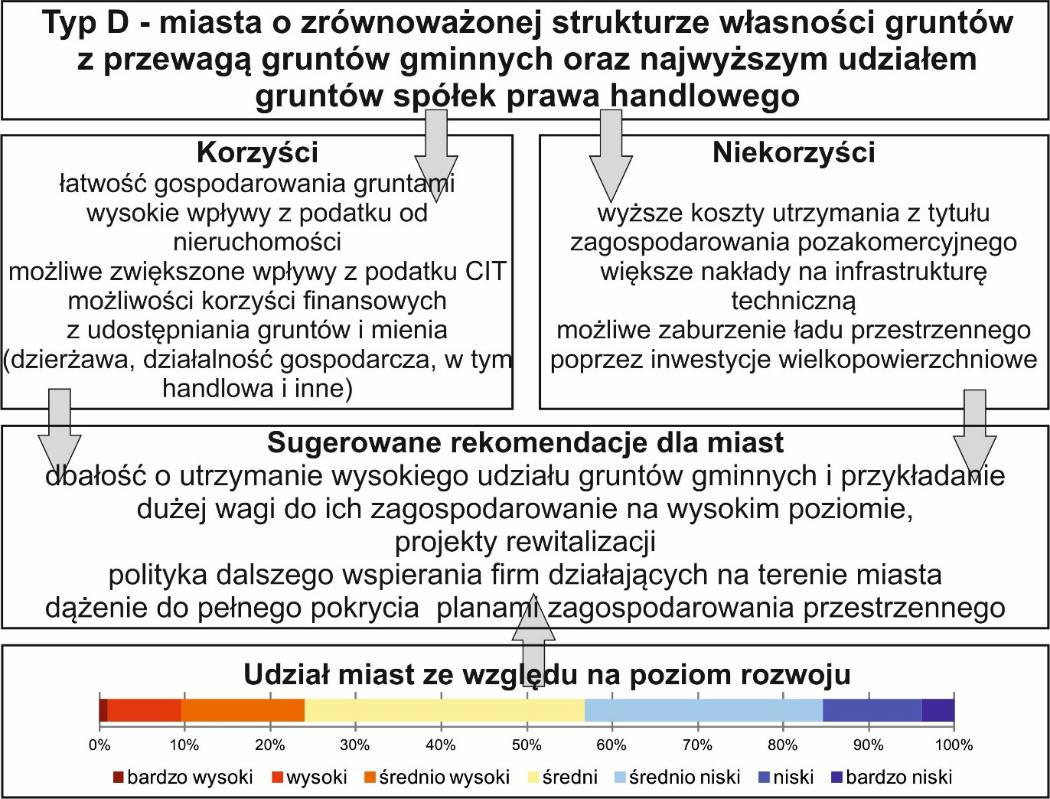 Typ D - miasta o zrównoważonej strukturze własności gruntów
z przewagą gruntów gminnych oraz najwyższym udziałem
gruntów spółek prawa handlowego
Korzyści
łatwość gospodarowania gruntami
wysokie wpływy z podatku od
nieruchomości
możliwe zwiększone wpływy z podatku CIT
możliwości korzyści finansowych
z udostępniania gruntów i mienia
(dzierżawa, działalność gospodarcza, w tym
handlowa i inne)
Niekorzyści
wyższe koszty utrzymania z tytułu
zagospodarowania pozakomercyjnego
większe nakłady na infrastrukturę
techniczną
możliwe zaburzenie ładu przestrzennego
poprzez inwestycje wielkopowierzchniowe
Sugerowane rekomendacje dla miast
dbałość o utrzymanie wysokiego udziału gruntów gminnych i przykładanie
dużej wagi do ich zagospodarowanie na wysokim poziomie,
projekty rewitalizacji
polityka dalszego wspierania firm działających na terenie miasta
dążenie do pełnego pokrycia planami zagospodarowania przestrzennego
Udział miast ze względu na poziom rozwoju
0% 10% 20% 30% 40% 50% 60% 70% 80% 90% 100%
bardzo wysoki wysoki średnio wysoki średni średnio niski niski bardzo niski